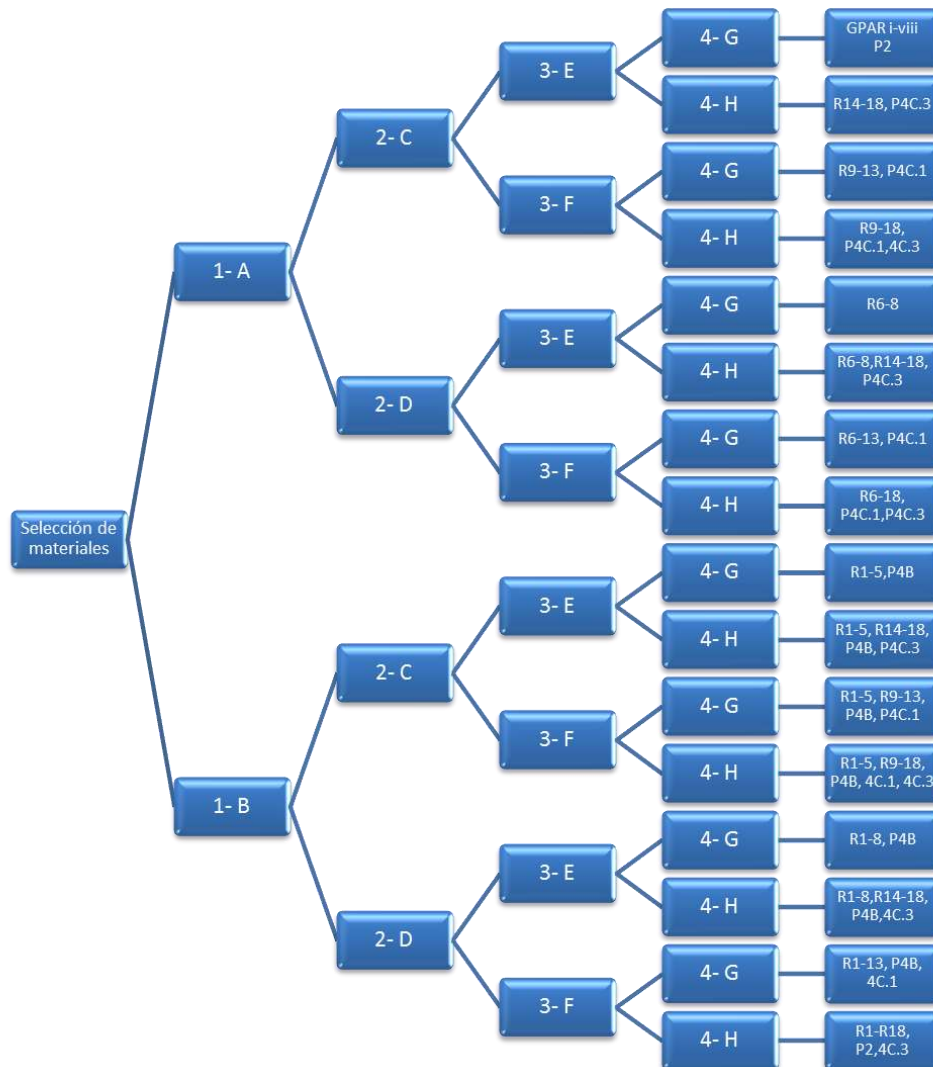 4- G
GPAR i-viii
P2
3- E
4- H
R14-18, P4C.3
2- C
4- G
R9-13, P4C.1
3- F
4- H
R9-18,
P4C.1,4C.3
1- A
4- G
R6-8
3- E
4- H
R6-8,R14-18,
P4C.3
2- D
4- G
R6-13, P4C.1
3- F
4- H
R6-18,
P4C.1,P4C.3
Selección de
materiales
4- G
R1-5,P4B
3- E
4- H
R1-5, R14-18,
P4B, P4C.3
2- C
4- G
R1-5, R9-13,
P4B, P4C.1
3- F
4- H
R1-5, R9-18,
P4B, 4C.1, 4C.3
1- B
4- G
R1-8, P4B
3- E
4- H
R1-8,R14-18,
P4B,4C.3
2- D
4- G
R1-13, P4B,
4C.1
3- F
4- H
R1-R18,
P2,4C.3